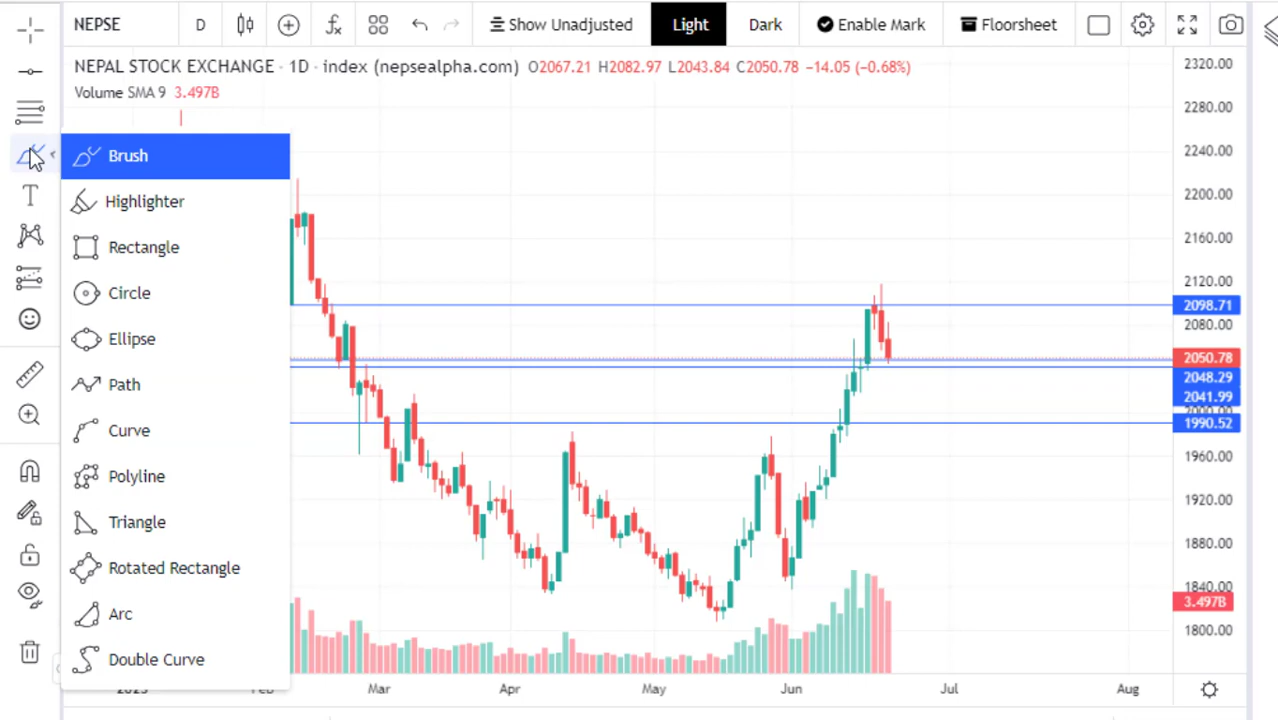 NEPSE D Show Unadjusted Light Dark Enable Mark Floorsheet
NEPAL STOCK EXCHANGE · 1D · index (nepsealpha.com) O2067.21 H2082.97 L2043.84 C2050.78 −14.05 (−0.68%)
Volume SMA 9 3.497B
Brush
Highlighter
Rectangle
Circle
Ellipse
Path
Curve
Polyline
Triangle
Rotated Rectangle
Arc
Double Curve
2320.00
2280.00
2240.00
2200.00
2160.00
2120.00
2098.71
2080.00
2050.78
2048.29
2041.99
2000.00
1990.52
1960.00
1920.00
1880.00
1840.00
3.497B
1800.00
2023 Feb Mar Apr May Jun Jul Aug